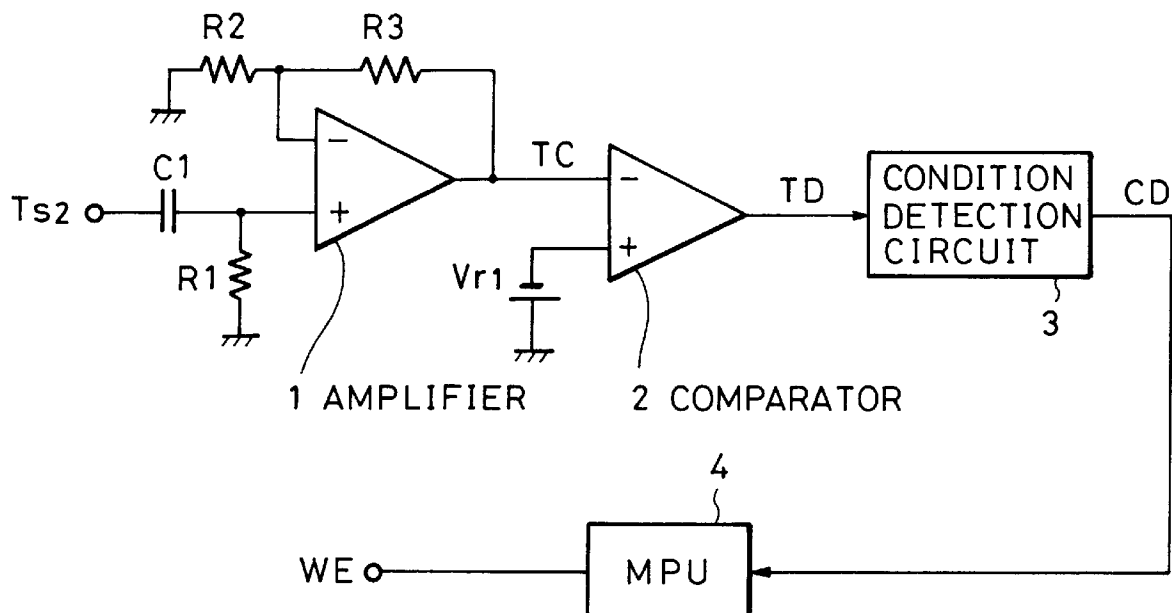 R2
R3
C1
Ts2
R1
−
+
TC
−
+
Vr1
TD
CONDITION
DETECTION
CIRCUIT
CD
3
1 AMPLIFIER
2 COMPARATOR
4
WE
MPU